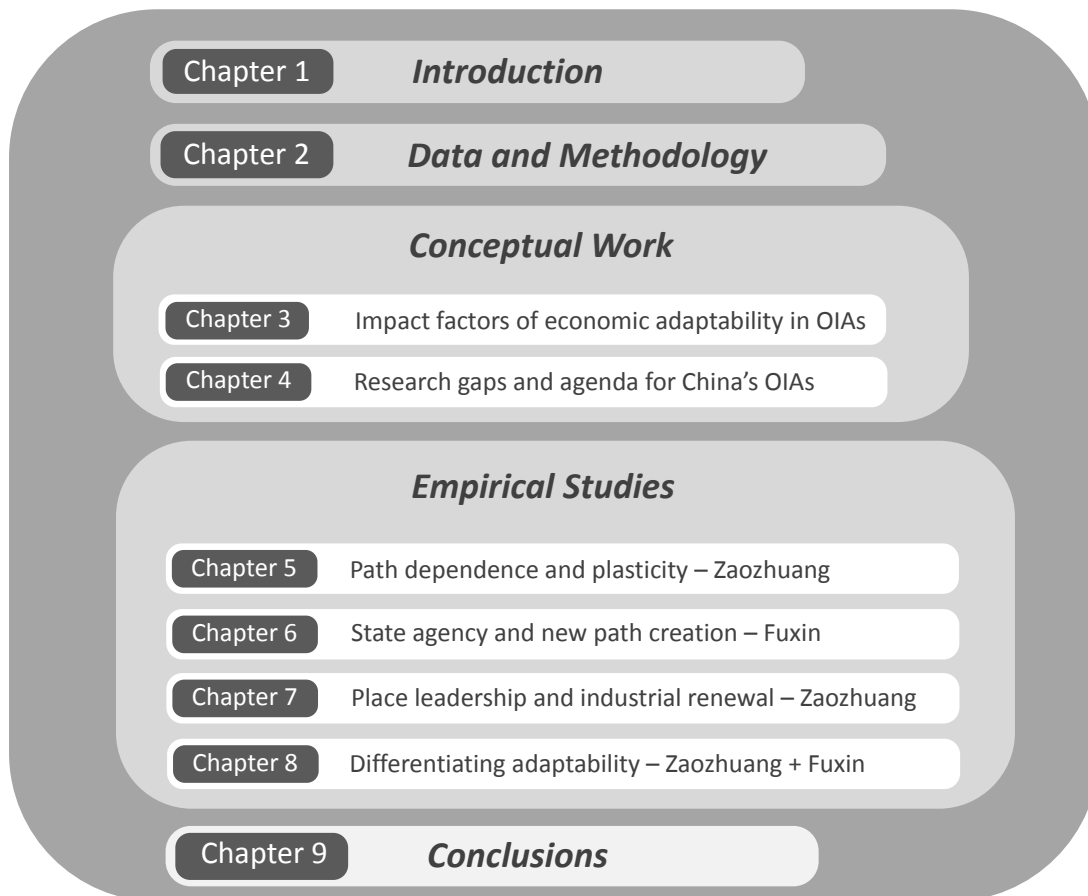 Chapter 1 Introduction
Chapter 2 Data and Methodology
Conceptual Work
Chapter 3 Impact factors of economic adaptability in OIAs
Chapter 4 Research gaps and agenda for China’s OIAs
Empirical Studies
Chapter 5 Path dependence and plasticity – Zaozhuang
Chapter 6 State agency and new path creation – Fuxin
Chapter 7 Place leadership and industrial renewal – Zaozhuang
Chapter 8 Differentiating adaptability – Zaozhuang + Fuxin
Chapter 9 Conclusions